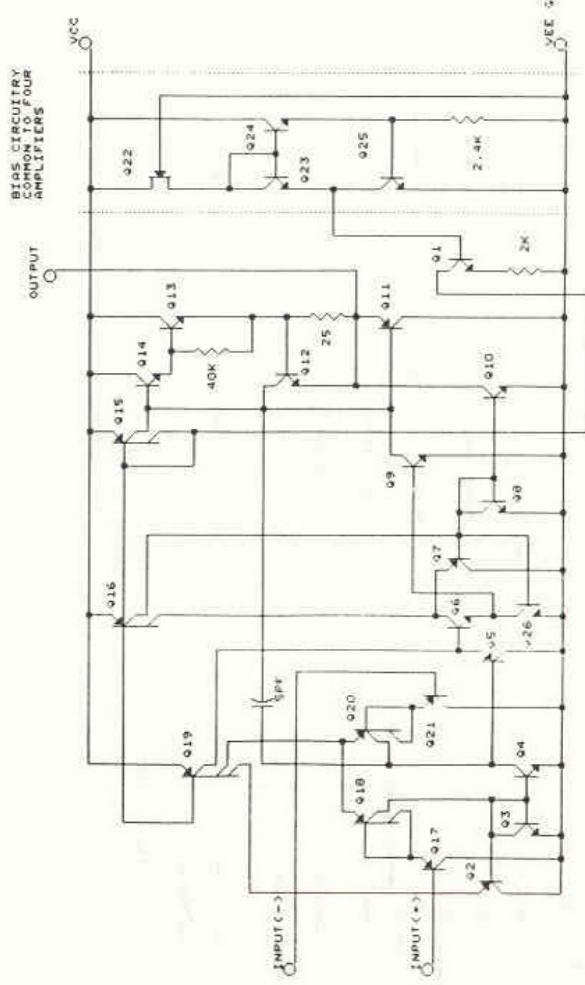 BIAS CIRCUITRY
COMMON TO FOUR
AMPLIFIERS
VCC
OUTPUT
Q22
Q24
Q23
Q25
2.4K
VEE
Q13
Q14
Q15
40K
25
Q12
Q11
Q1
2K
Q16
Q9
Q10
Q8
Q7
Q6
Q5
Q19
5PF
Q20
Q21
Q18
Q17
Q4
Q3
Q2
INPUT(-)
INPUT(+)